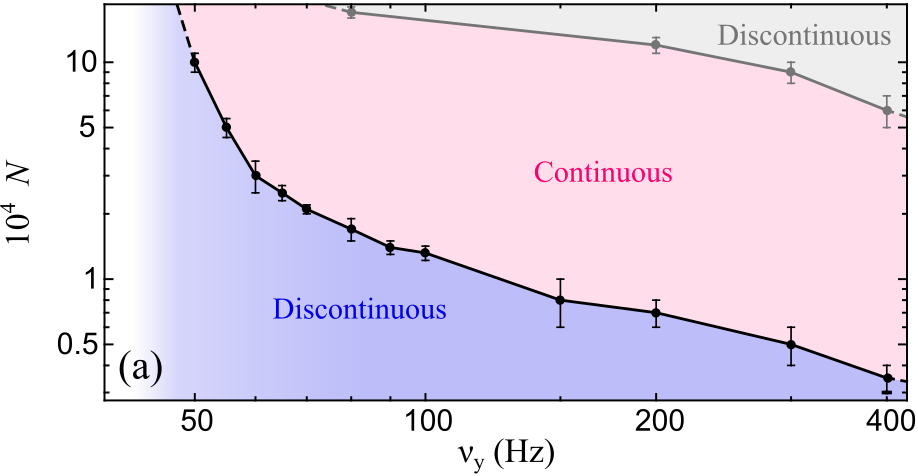 Discontinuous
10
5
Continuous
10⁴ N
1
Discontinuous
0.5
(a)
50 100 200 400
νy (Hz)